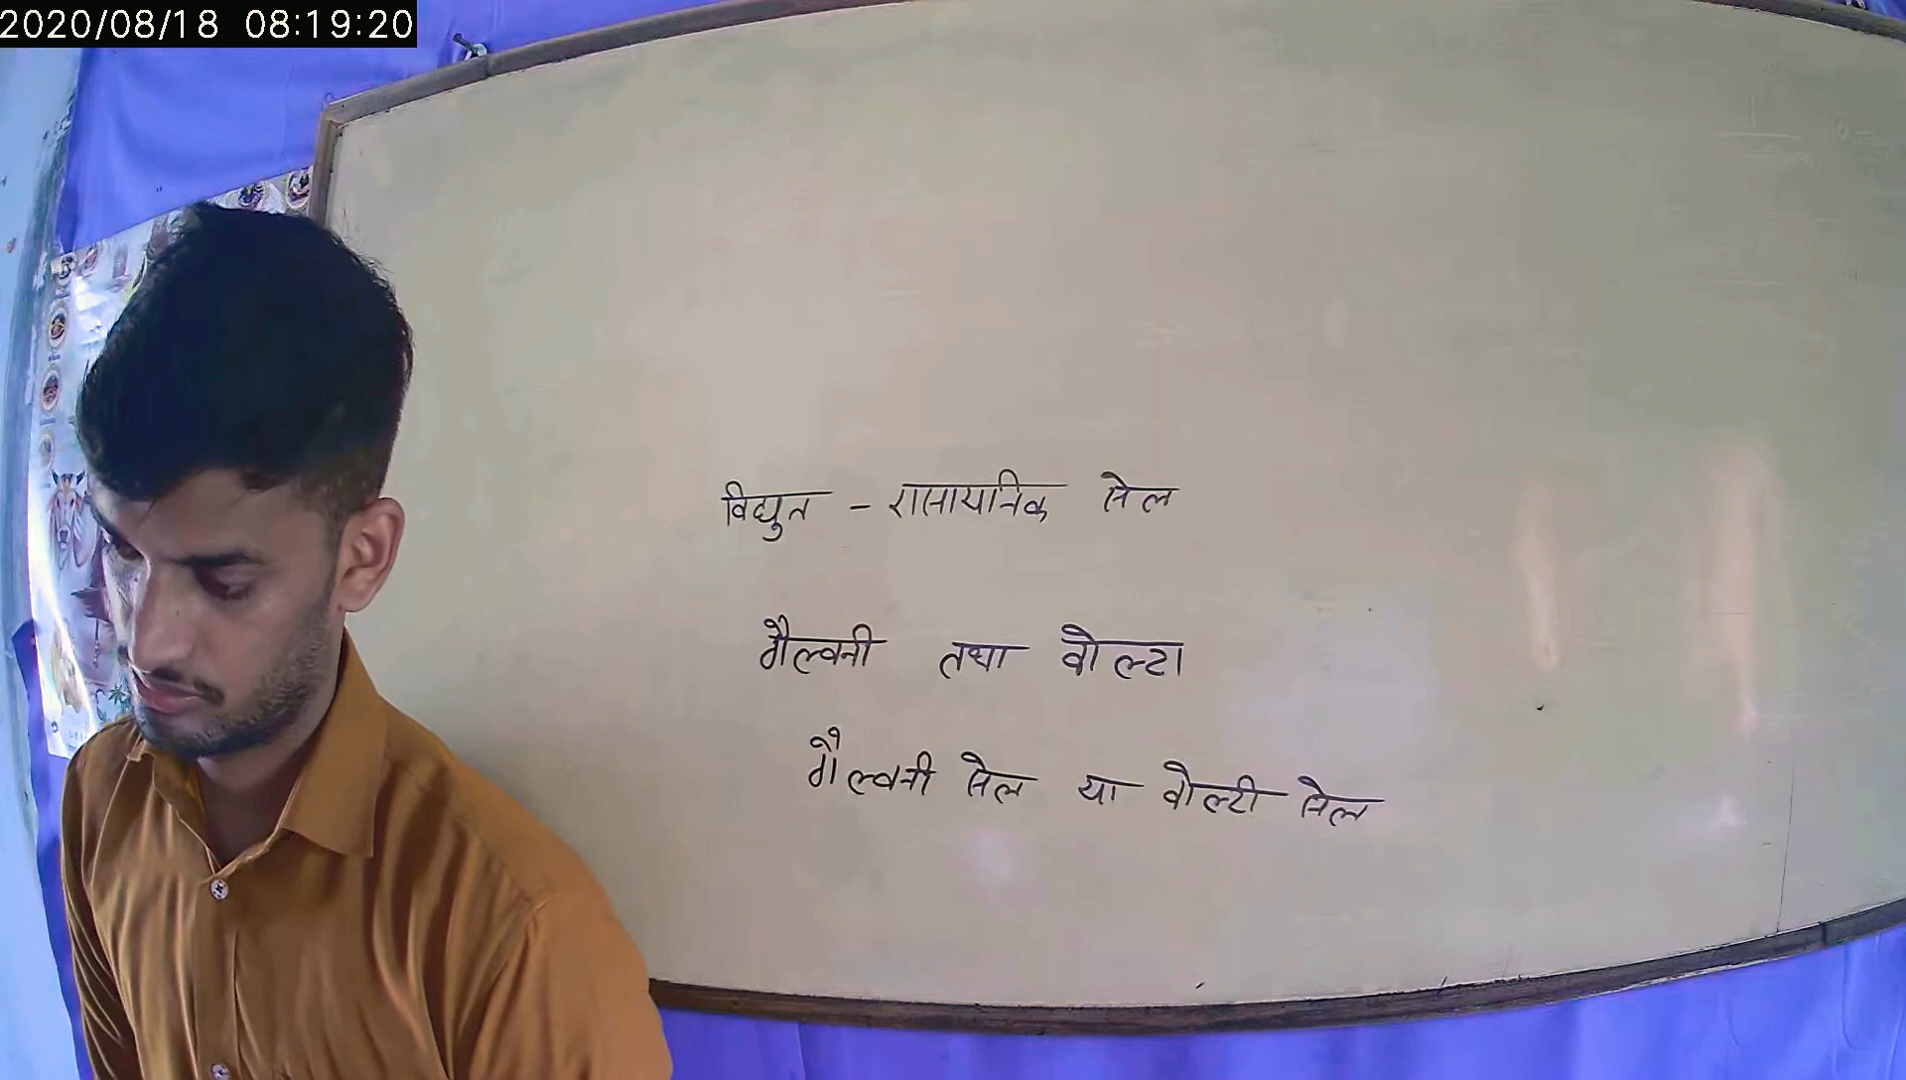 2020/08/18 08:19:20
विद्युत - रासायनिक सेल
गैल्वनी तथा वोल्टा
गैल्वनी सेल या वोल्टी सेल